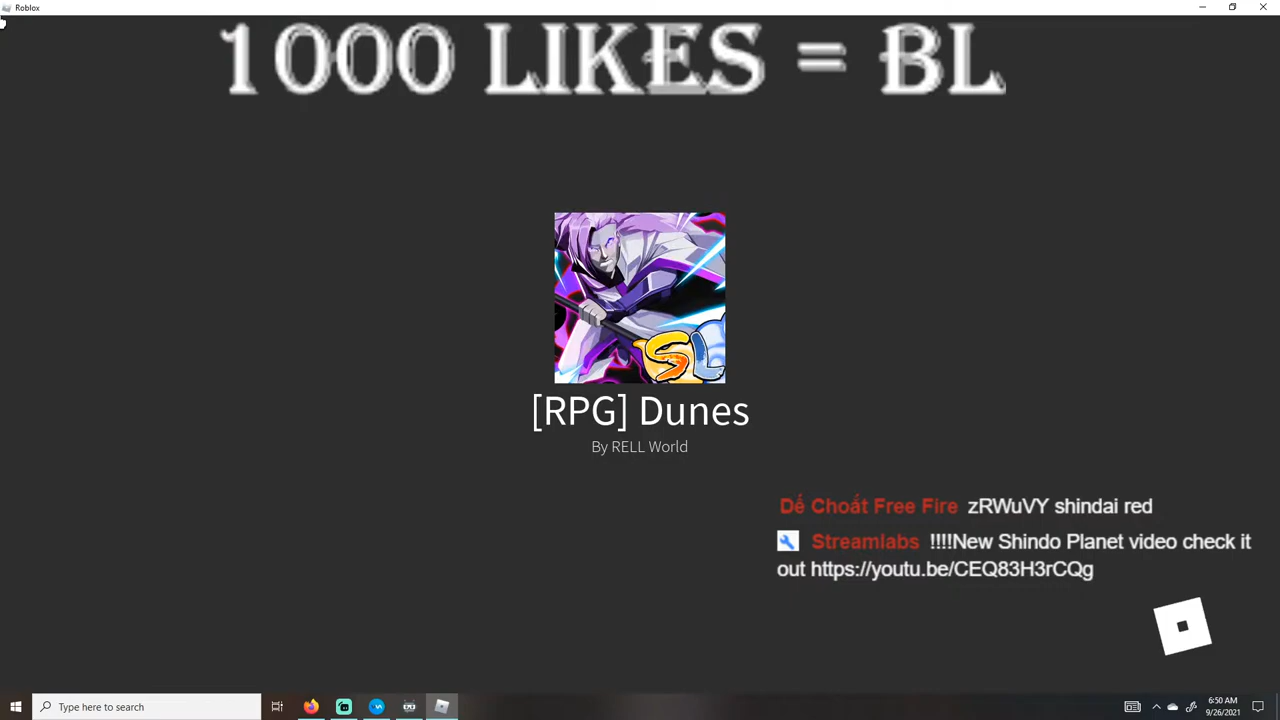 Roblox
1000 LIKES = BL
SL
[RPG] Dunes
By RELL World
Dế Choắt Free Fire zRWuVY shindai red
Streamlabs !!!!New Shindo Planet video check it
out https://youtu.be/CEQ83H3rCQg
Type here to search
6:50 AM
9/26/2021